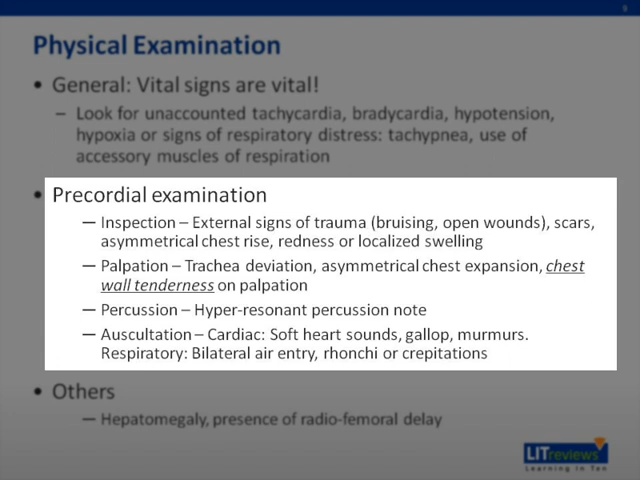 9
Physical Examination
• General: Vital signs are vital!
– Look for unaccounted tachycardia, bradycardia, hypotension,
hypoxia or signs of respiratory distress: tachypnea, use of
accessory muscles of respiration
• Precordial examination
— Inspection – External signs of trauma (bruising, open wounds), scars,
asymmetrical chest rise, redness or localized swelling
— Palpation – Trachea deviation, asymmetrical chest expansion, chest
wall tenderness on palpation
— Percussion – Hyper-resonant percussion note
— Auscultation – Cardiac: Soft heart sounds, gallop, murmurs.
Respiratory: Bilateral air entry, rhonchi or crepitations
• Others
— Hepatomegaly, presence of radio-femoral delay
LITreviews
Learning In Ten